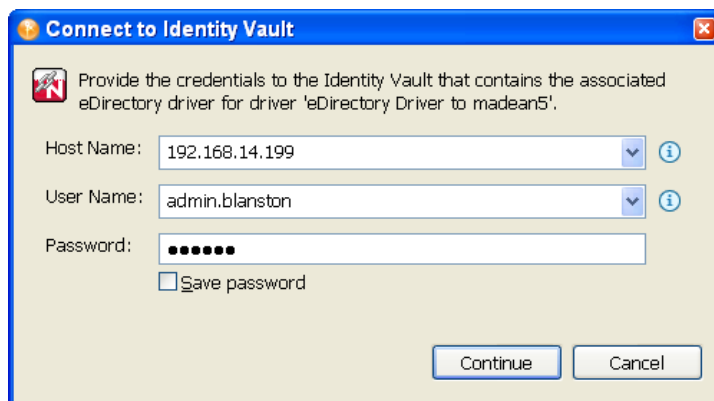 Connect to Identity Vault
Provide the credentials to the Identity Vault that contains the associated
eDirectory driver for driver 'eDirectory Driver to madean5'.
Host Name: 192.168.14.199
User Name: admin.blanston
Password: ●●●●●●
Save password
Continue Cancel